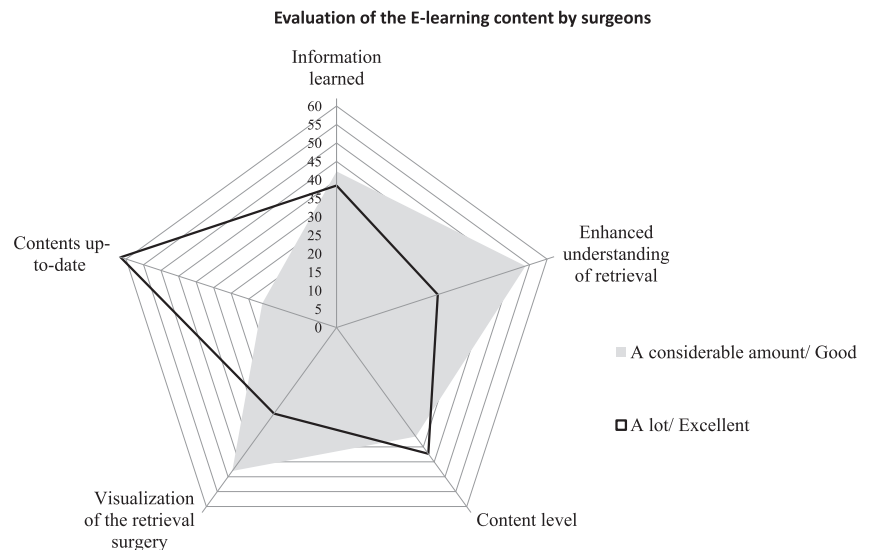 Evaluation of the E-learning content by surgeons
Information
learned
60
55
50
45
40
35
30
25
20
15
10
5
0
Enhanced
understanding
of retrieval
Contents up-
to-date
A considerable amount/ Good
A lot/ Excellent
Visualization
of the retrieval
surgery
Content level